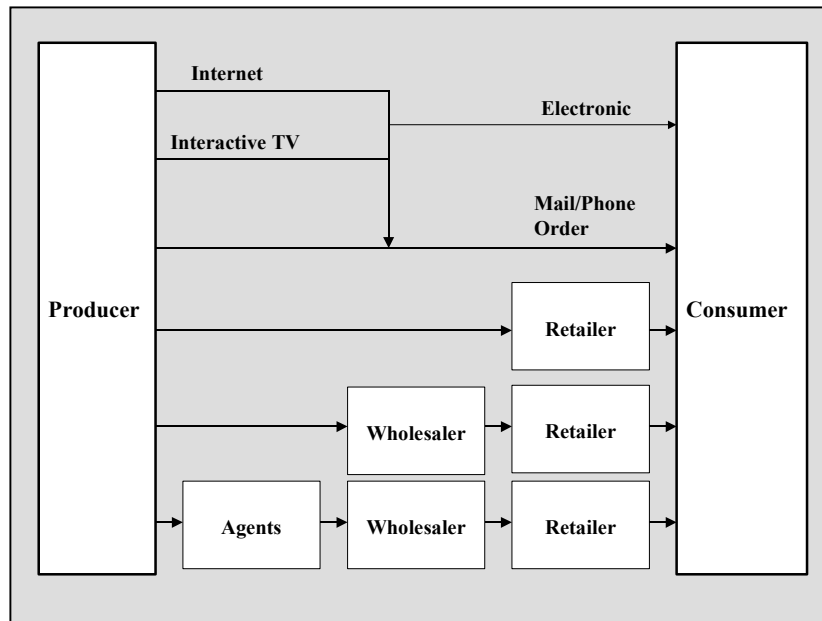 Internet
Electronic
Interactive TV
Mail/Phone
Order
Producer
Consumer
Retailer
Wholesaler
Retailer
Agents
Wholesaler
Retailer